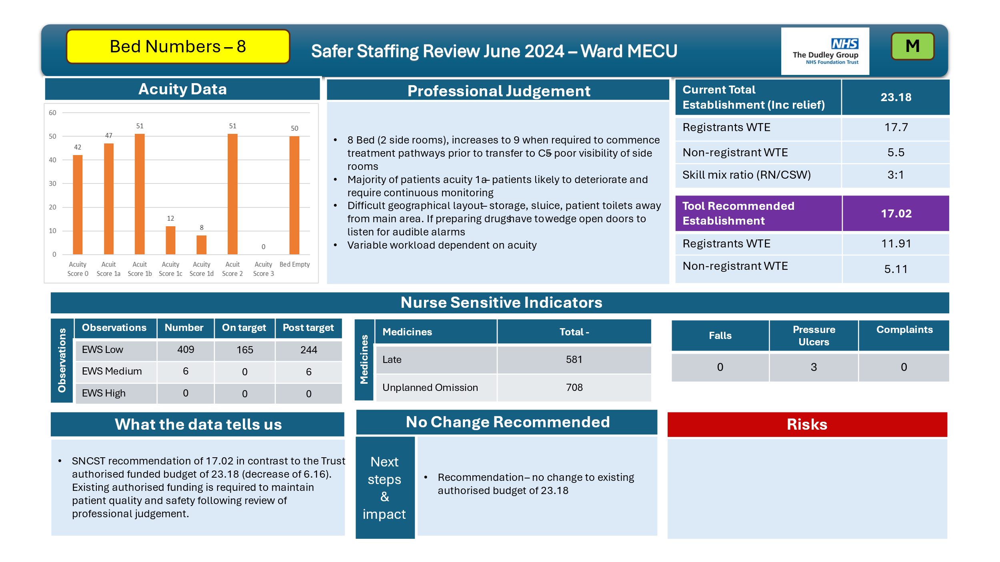 Bed Numbers – 8
Safer Staffing Review June 2024 – Ward MECU
NHS
The Dudley Group
NHS Foundation Trust
M
Acuity Data
60
50
40
30
20
10
0
42
47
51
12
8
51
0
50
Acuity Score 0
Acuit Score 1a
Acuit Score 1b
Acuity Score 1c
Acuity Score 1d
Acuit Score 2
Acuity Score 3
Bed Empty
Professional Judgement
• 8 Bed (2 side rooms), increases to 9 when required to commence
treatment pathways prior to transfer to C5 – poor visibility of side
rooms
• Majority of patients acuity 1a – patients likely to deteriorate and
require continuous monitoring
• Difficult geographical layout – storage, sluice, patient toilets away
from main area. If preparing drugs have to wedge open doors to
listen for audible alarms
• Variable workload dependent on acuity
Current Total
Establishment (Inc relief) 23.18
Registrants WTE 17.7
Non-registrant WTE 5.5
Skill mix ratio (RN/CSW) 3:1
Tool Recommended
Establishment 17.02
Registrants WTE 11.91
Non-registrant WTE 5.11
Nurse Sensitive Indicators
Observations
Observations Number On target Post target
EWS Low 409 165 244
EWS Medium 6 0 6
EWS High 0 0 0
Medicines
Medicines Total -
Late 581
Unplanned Omission 708
Falls Pressure Ulcers Complaints
0 3 0
What the data tells us
• SNCST recommendation of 17.02 in contrast to the Trust
authorised funded budget of 23.18 (decrease of 6.16).
Existing authorised funding is required to maintain
patient quality and safety following review of
professional judgement.
No Change Recommended
Next
steps
&
impact
• Recommendation – no change to existing
authorised budget of 23.18
Risks